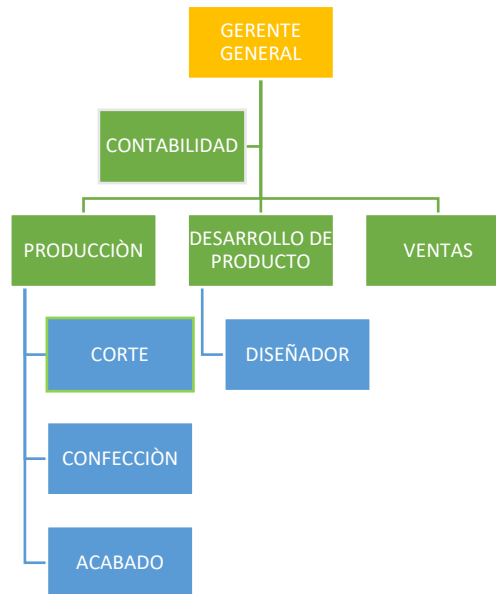 GERENTE
GENERAL
CONTABILIDAD
PRODUCCIÒN
DESARROLLO DE
PRODUCTO
VENTAS
CORTE
DISEÑADOR
CONFECCIÒN
ACABADO